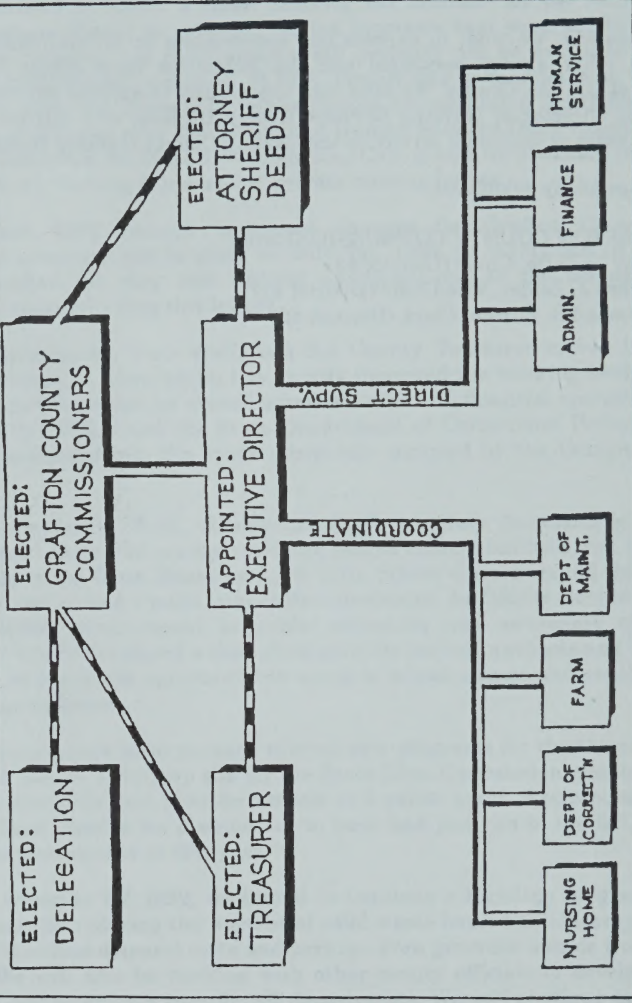 ELECTED:
DELEGATION
ELECTED:
GRAFTON COUNTY
COMMISSIONERS
ELECTED:
ATTORNEY
SHERIFF
DEEDS
ELECTED:
TREASURER
APPOINTED:
EXECUTIVE DIRECTOR
COORDINATE
DIRECT SUPV.
NURSING
HOME
DEPT OF
CORRECT'N
FARM
DEPT OF
MAINT.
ADMIN.
FINANCE
HUMAN
SERVICE